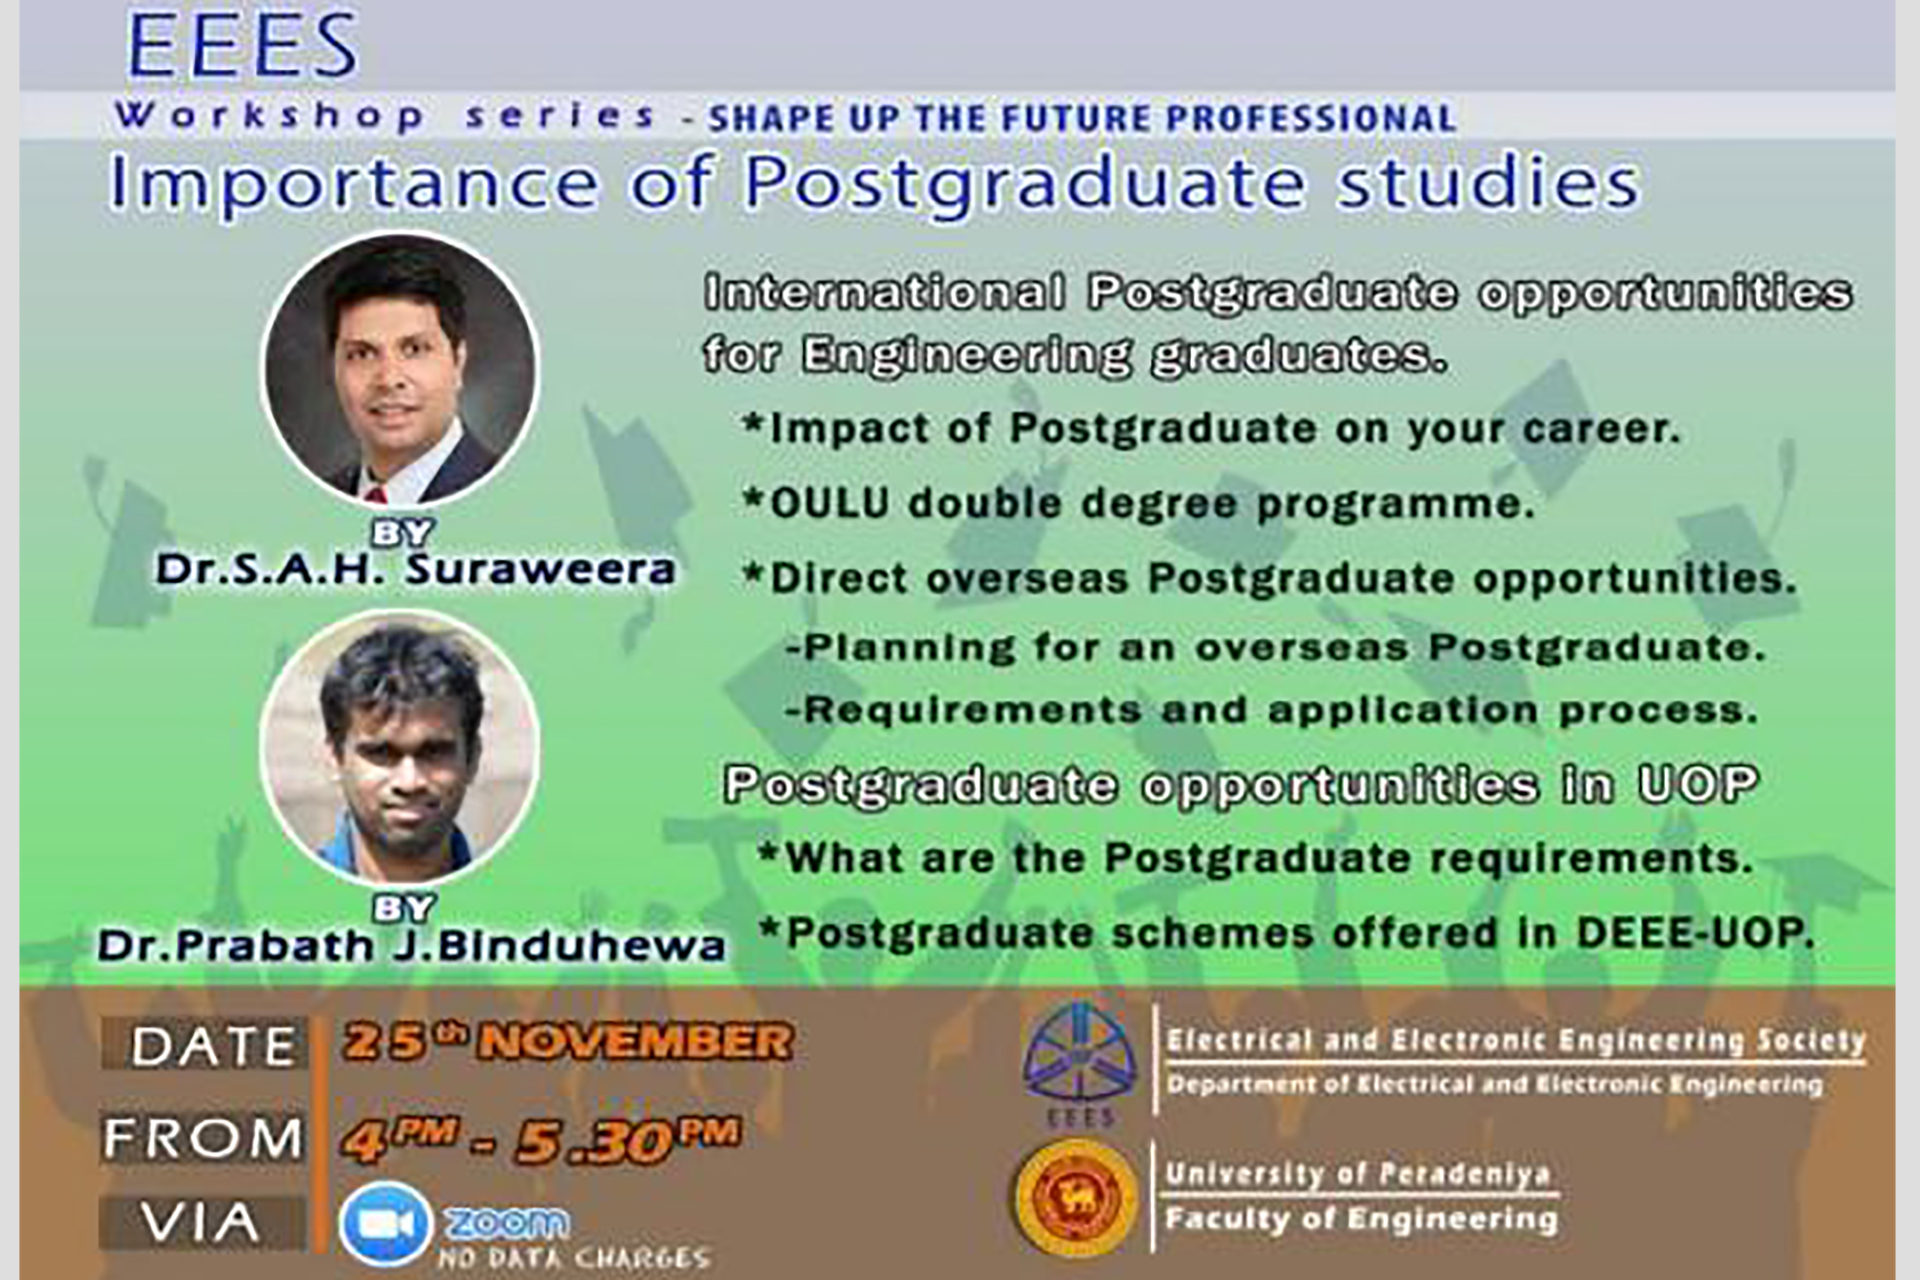 EEES
Workshop series - SHAPE UP THE FUTURE PROFESSIONAL
Importance of Postgraduate studies
BY
Dr.S.A.H. Suraweera
International Postgraduate opportunities
for Engineering graduates.
*Impact of Postgraduate on your career.
*OULU double degree programme.
*Direct overseas Postgraduate opportunities.
-Planning for an overseas Postgraduate.
-Requirements and application process.
BY
Dr.Prabath J.Binduhewa
Postgraduate opportunities in UOP
*What are the Postgraduate requirements.
*Postgraduate schemes offered in DEEE-UOP.
DATE 25th NOVEMBER
FROM 4PM - 5.30PM
VIA zoom
NO DATA CHARGES
EEES
Electrical and Electronic Engineering Society
Department of Electrical and Electronic Engineering
University of Peradeniya
Faculty of Engineering